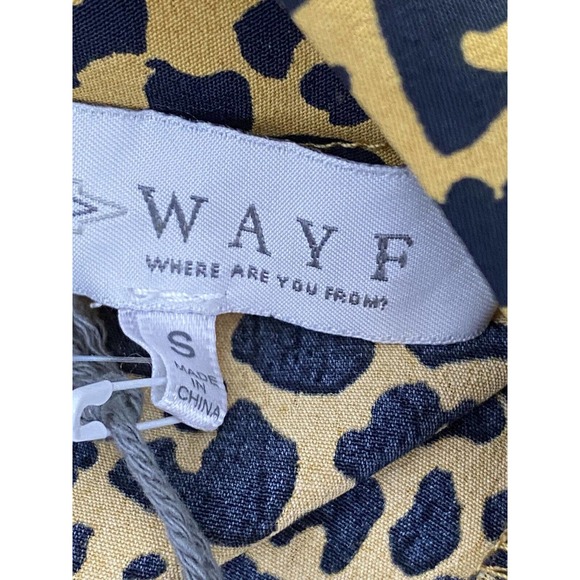 WAYF
WHERE ARE YOU FROM?
S
MADE
IN
CHINA